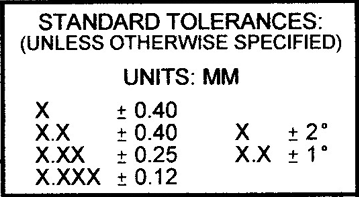 STANDARD TOLERANCES:
(UNLESS OTHERWISE SPECIFIED)
UNITS: MM
X ± 0.40
X.X ± 0.40 X ± 2°
X.XX ± 0.25 X.X ± 1°
X.XXX ± 0.12